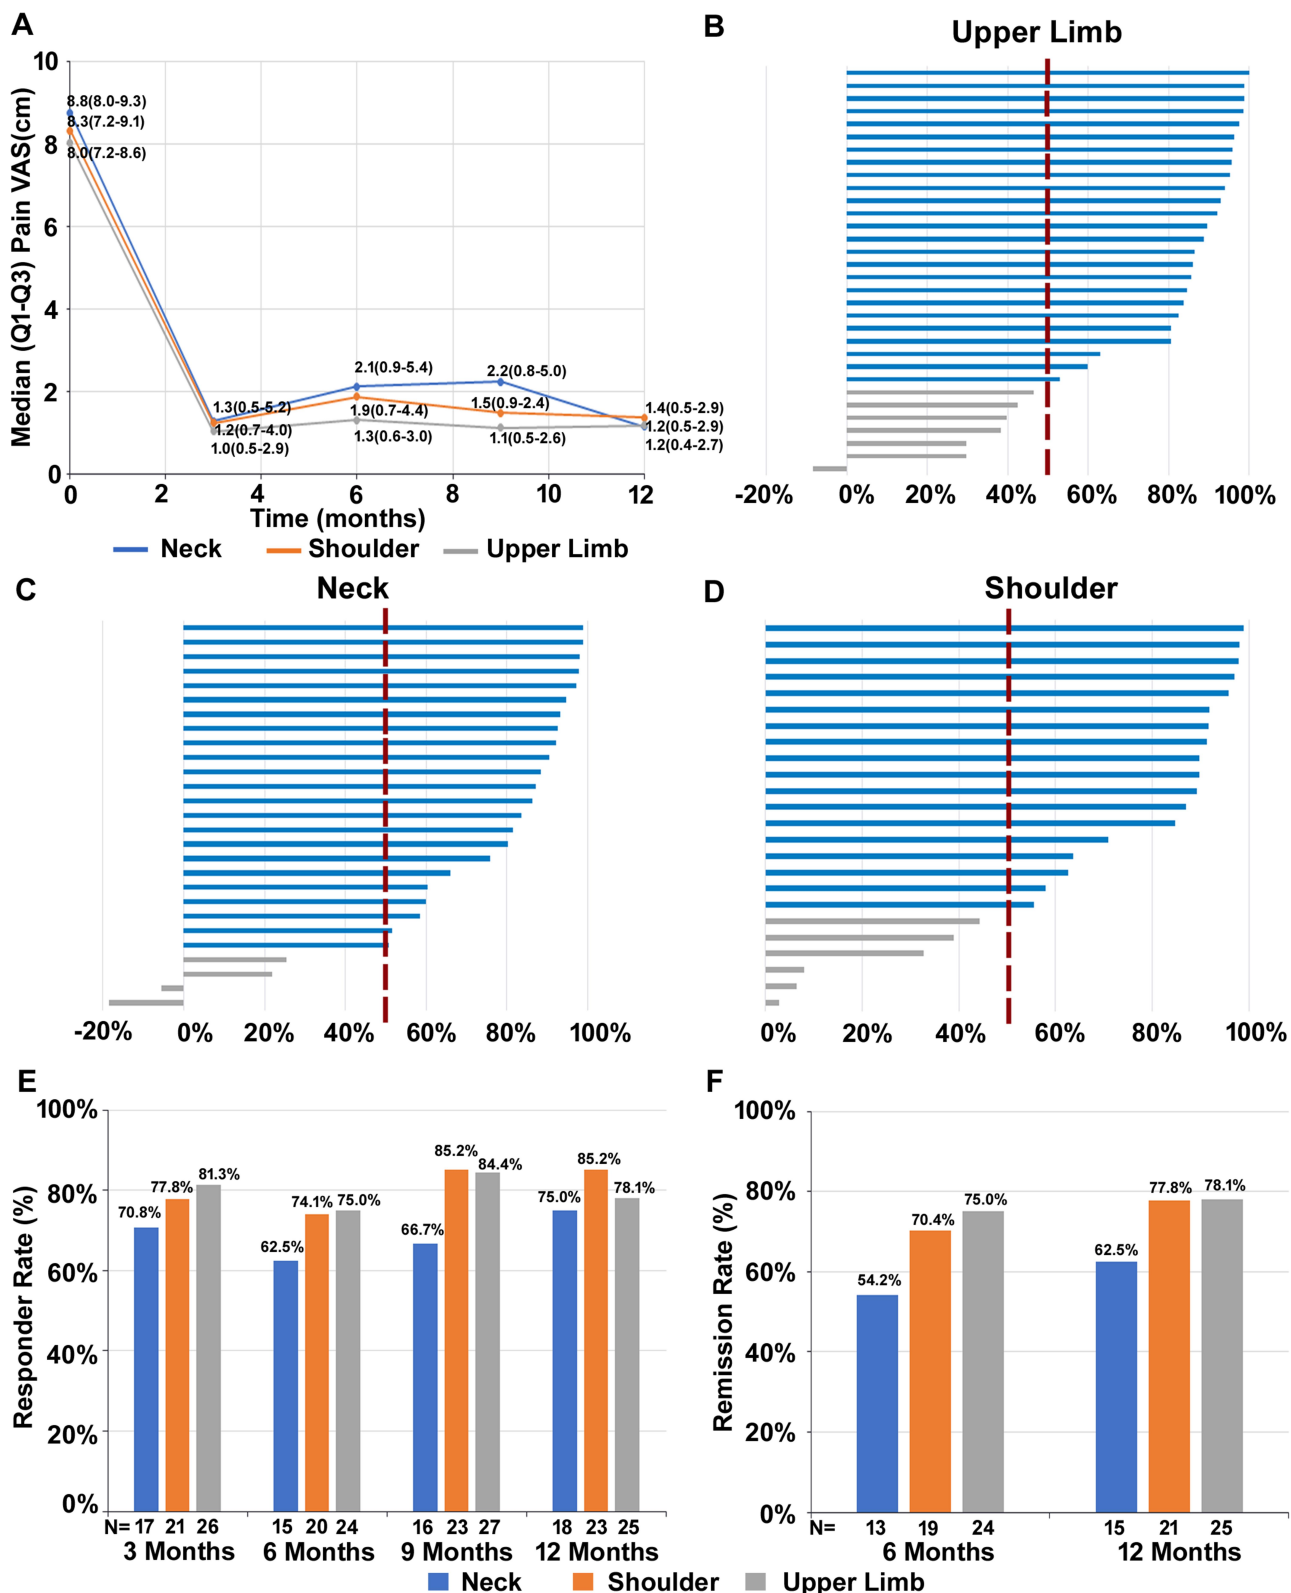 A
Median (Q1-Q3) Pain VAS(cm)
10
8
6
4
2
0
8.8(8.0-9.3)
8.3(7.2-9.1)
8.0(7.2-8.6)
1.3(0.5-5.2)
1.2(0.7-4.0)
1.0(0.5-2.9)
2.1(0.9-5.4)
1.9(0.7-4.4)
1.3(0.6-3.0)
2.2(0.8-5.0)
1.5(0.9-2.4)
1.1(0.5-2.6)
1.4(0.5-2.9)
1.2(0.5-2.9)
1.2(0.4-2.7)
0 2 4 6 8 10 12
Time (months)
Neck Shoulder Upper Limb
B
Upper Limb
-20% 0% 20% 40% 60% 80% 100%
C
Neck
-20% 0% 20% 40% 60% 80% 100%
D
Shoulder
0% 20% 40% 60% 80% 100%
E
Responder Rate (%)
100%
80%
60%
40%
20%
0%
70.8% 77.8% 81.3%
62.5% 74.1% 75.0%
66.7% 85.2% 84.4%
75.0% 85.2% 78.1%
N= 17 21 26 15 20 24 16 23 27 18 23 25
3 Months 6 Months 9 Months 12 Months
F
Remission Rate (%)
100%
80%
60%
40%
20%
0%
54.2% 70.4% 75.0%
62.5% 77.8% 78.1%
N= 13 19 24 15 21 25
6 Months 12 Months
Neck Shoulder Upper Limb